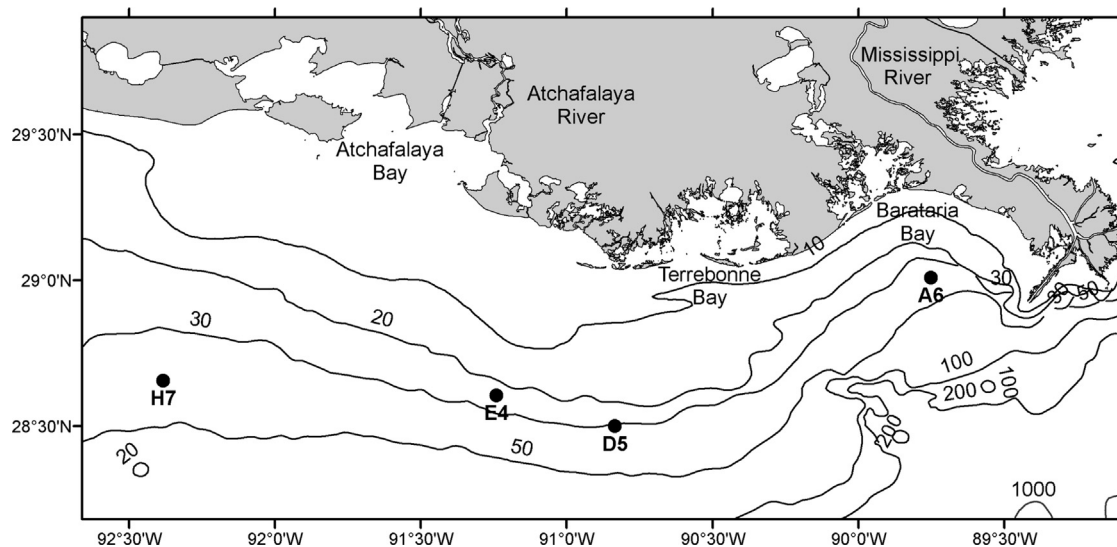 Mississippi
River
Atchafalaya
River
29°30'N
Atchafalaya
Bay
Barataria
Bay
10
Terrebonne
Bay
29°0'N
30
30
50
A6
30
20
100
100
200
H7
E4
28°30'N
D5
200
50
20
1000
92°30'W
92°0'W
91°30'W
91°0'W
90°30'W
90°0'W
89°30'W